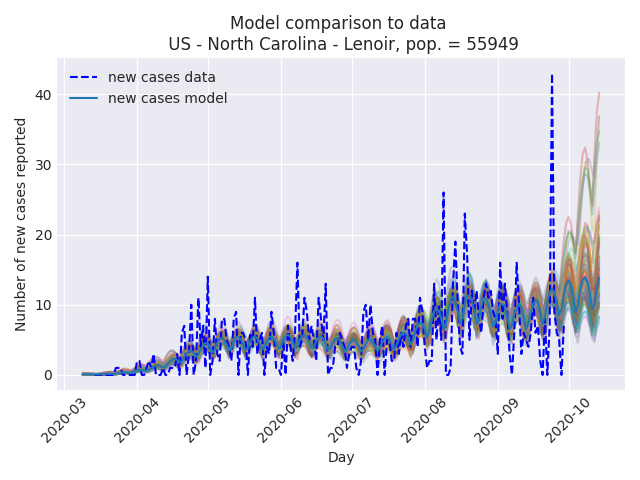 Model comparison to data
US - North Carolina - Lenoir, pop. = 55949
new cases data
new cases model
Number of new cases reported
40
30
20
10
0
2020-03
2020-04
2020-05
2020-06
2020-07
2020-08
2020-09
2020-10
Day